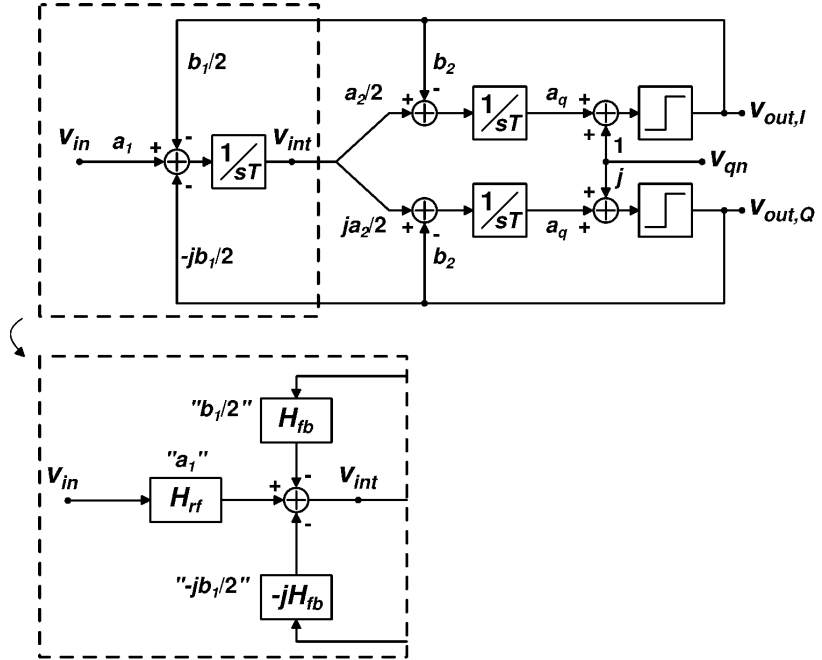 b1/2
b2
a2/2
1/sT
aq
vout,I
vin
a1
1/sT
vint
1
vqn
j
ja2/2
1/sT
aq
vout,Q
-jb1/2
b2
"b1/2"
Hfb
"a1"
vin
Hrf
vint
"-jb1/2"
-jHfb